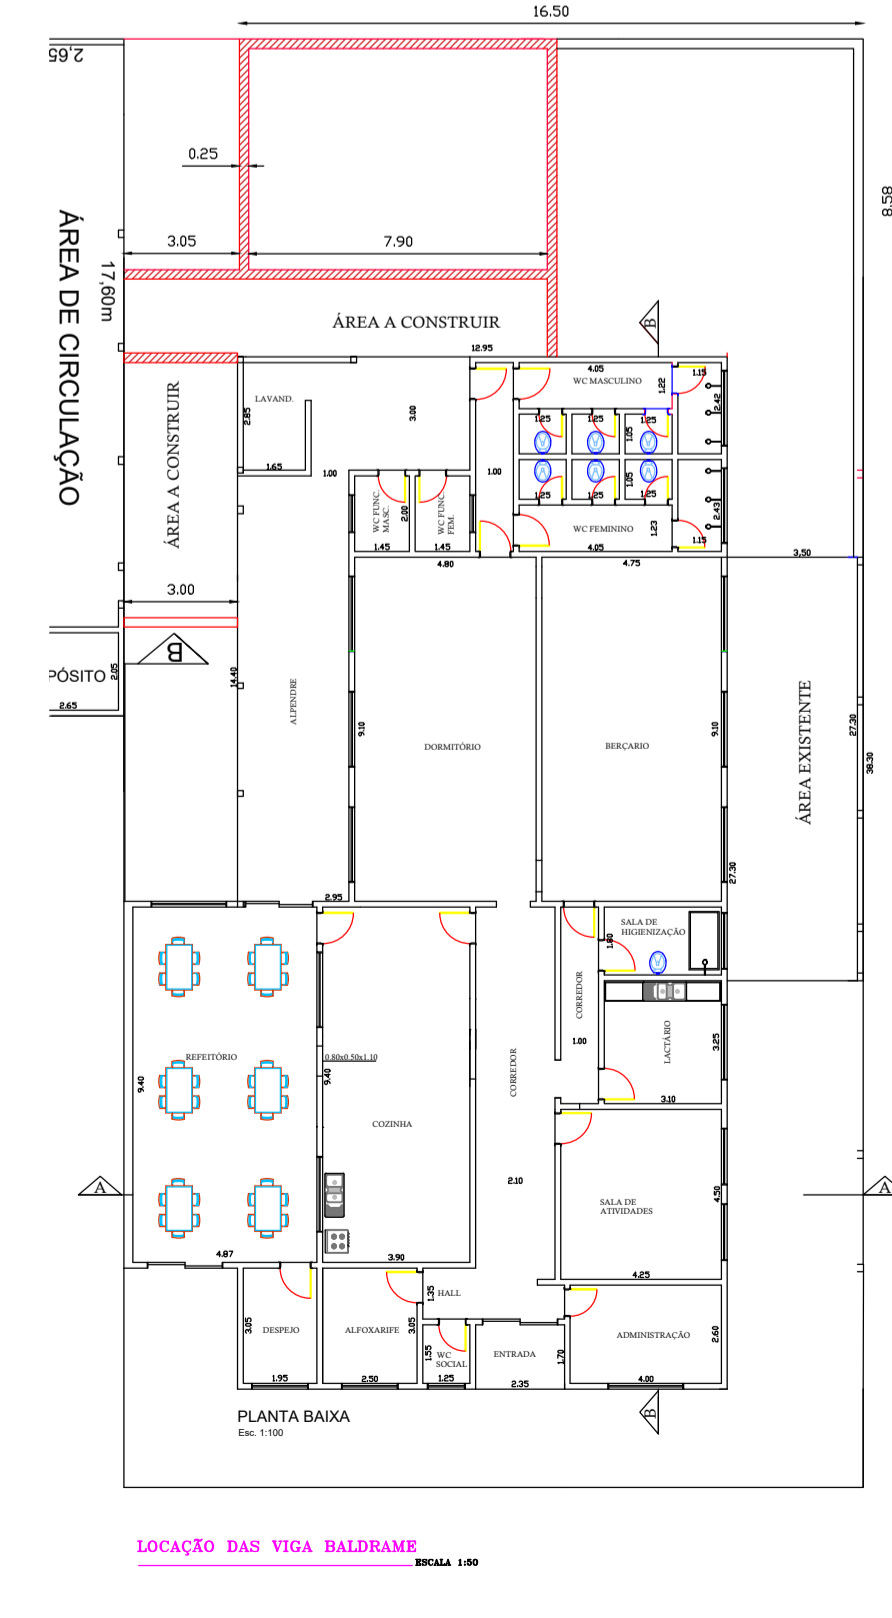 16.50
2,65
0.25
8.58
3.05
7.90
ÁREA DE CIRCULAÇÃO
17,60m
ÁREA A CONSTRUIR
B
12.95
4.05
WC MASCULINO
1.22
1.15
2.42
LAVAND.
2.85
3.00
1.25
1.25
1.25
1.05
ÁREA A CONSTRUIR
1.65
1.00
1.00
1.05
1.25
1.25
1.25
WC FUNC.
MASC.
2.00
WC FUNC.
FEM.
WC FEMININO
1.23
2.43
1.15
1.45
1.45
4.05
3,50
4.80
4.75
3.00
B
PÓSITO
2.05
2.65
14.40
ALPENDRE
9.10
DORMITÓRIO
BERÇARIO
9.10
ÁREA EXISTENTE
27.30
38.30
27.30
2.95
SALA DE
HIGIENIZAÇÃO
1.80
CORREDOR
1.00
LACTÁRIO
3.25
3.10
REFEITÓRIO
9.40
0.80x0.50x1.10
9.40
CORREDOR
COZINHA
2.10
SALA DE
ATIVIDADES
4.50
A
A
4.87
3.90
4.25
HALL
1.35
3.05
DESPEJO
ALFOXARIFE
3.05
1.55
WC
SOCIAL
ENTRADA
1.70
ADMINISTRAÇÃO
2.60
1.95
2.50
1.25
2.35
4.00
B
PLANTA BAIXA
Esc. 1:100
LOCAÇÃO DAS VIGA BALDRAME
ESCALA 1:50